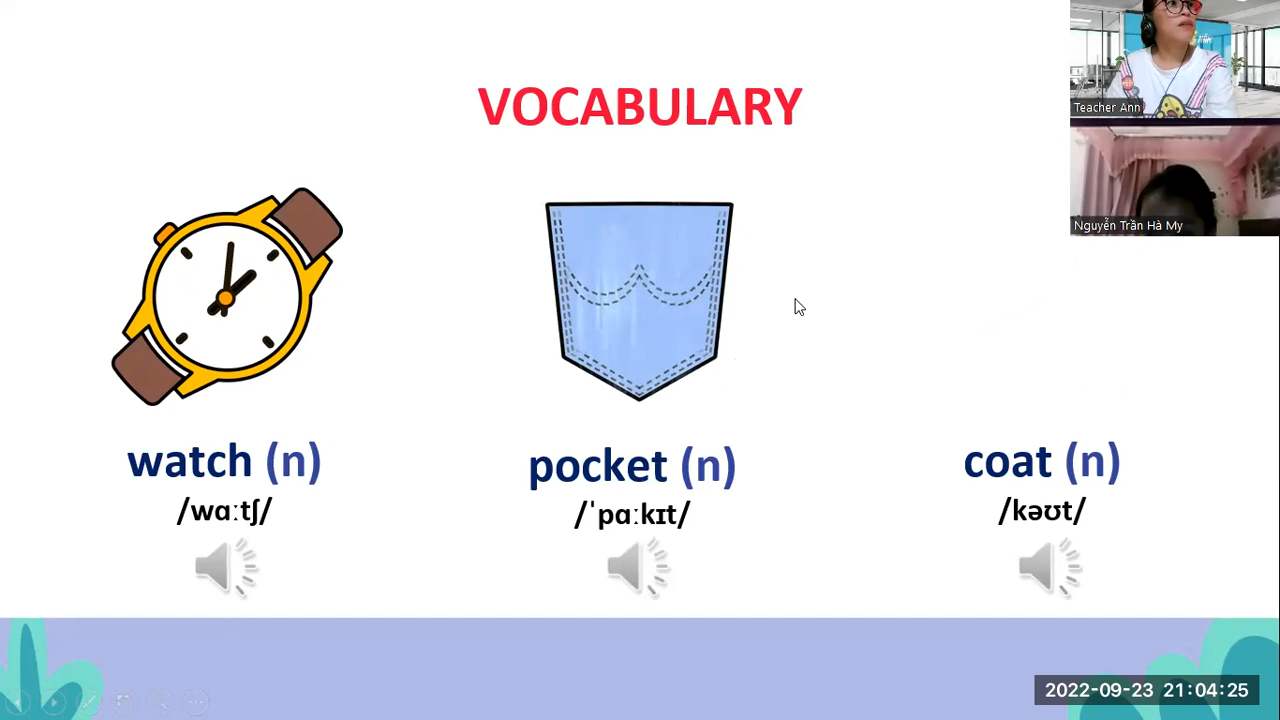 VOCABULARY
Teacher Ann
Nguyễn Trần Hà My
watch (n)
/wɑːtʃ/
pocket (n)
/ˈpɑːkɪt/
coat (n)
/kəʊt/
2022-09-23 21:04:25